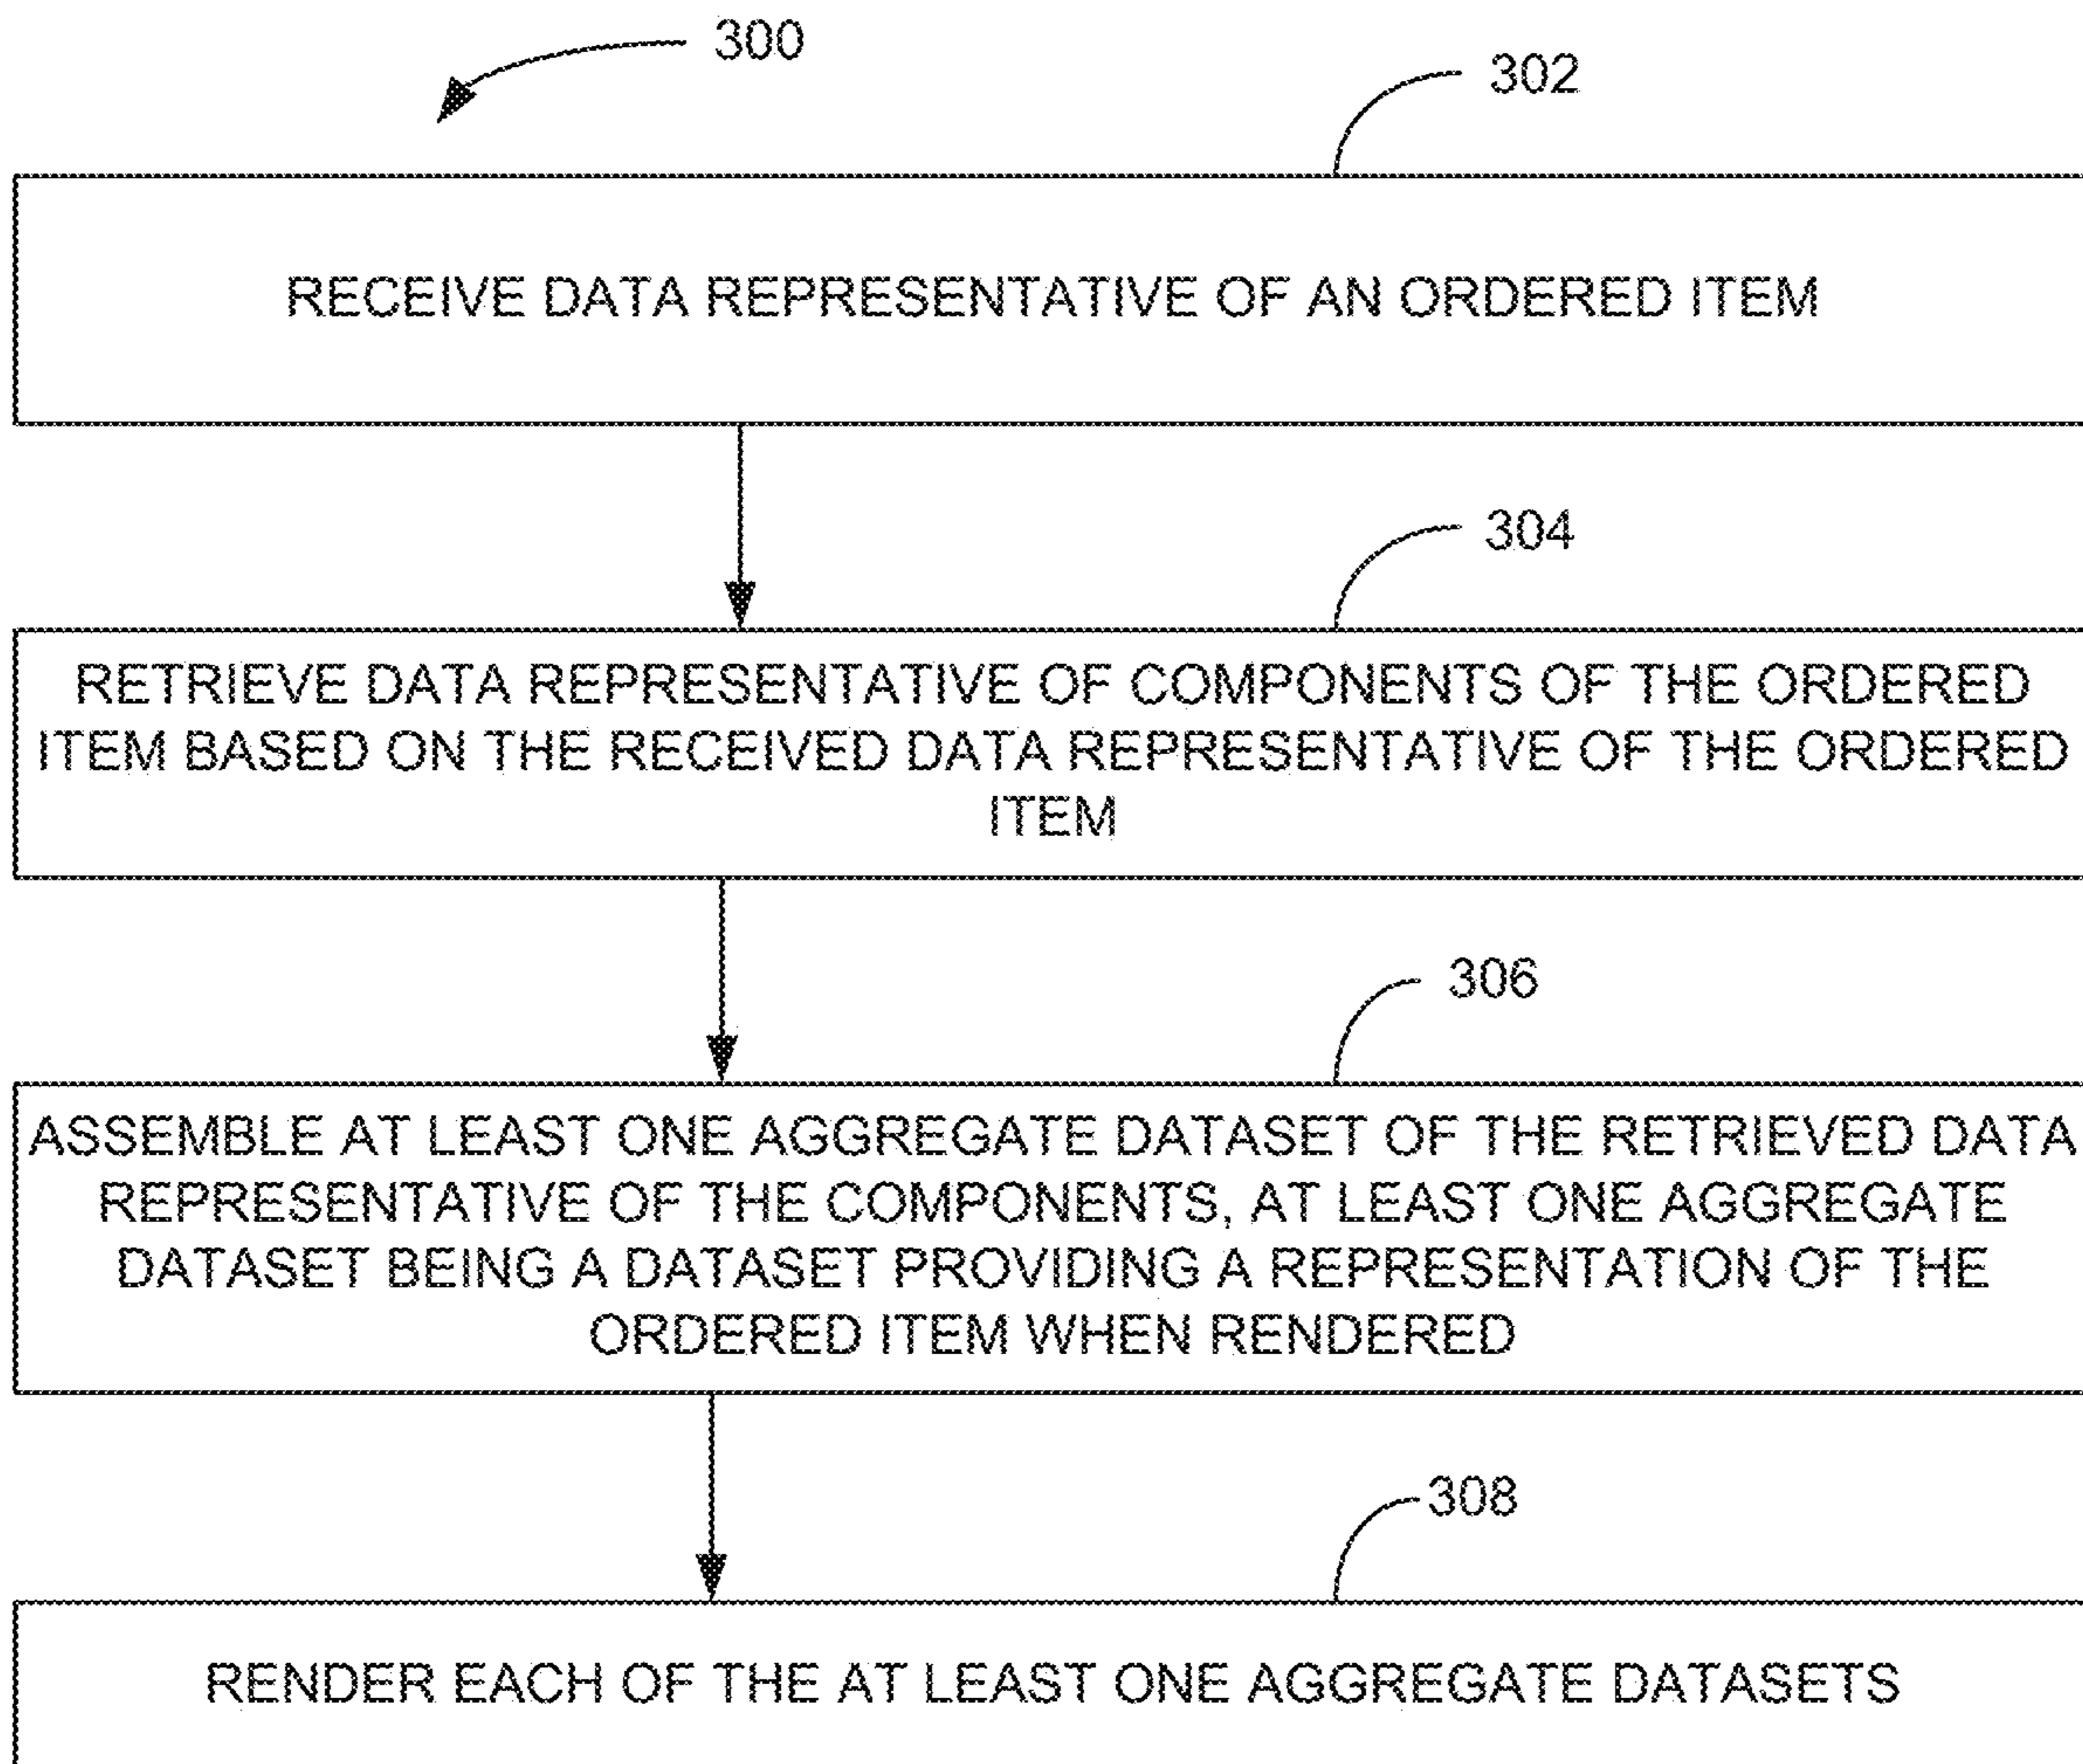 300
302
RECEIVE DATA REPRESENTATIVE OF AN ORDERED ITEM
304
RETRIEVE DATA REPRESENTATIVE OF COMPONENTS OF THE ORDERED
ITEM BASED ON THE RECEIVED DATA REPRESENTATIVE OF THE ORDERED
ITEM
306
ASSEMBLE AT LEAST ONE AGGREGATE DATASET OF THE RETRIEVED DATA
REPRESENTATIVE OF THE COMPONENTS, AT LEAST ONE AGGREGATE
DATASET BEING A DATASET PROVIDING A REPRESENTATION OF THE
ORDERED ITEM WHEN RENDERED
308
RENDER EACH OF THE AT LEAST ONE AGGREGATE DATASETS